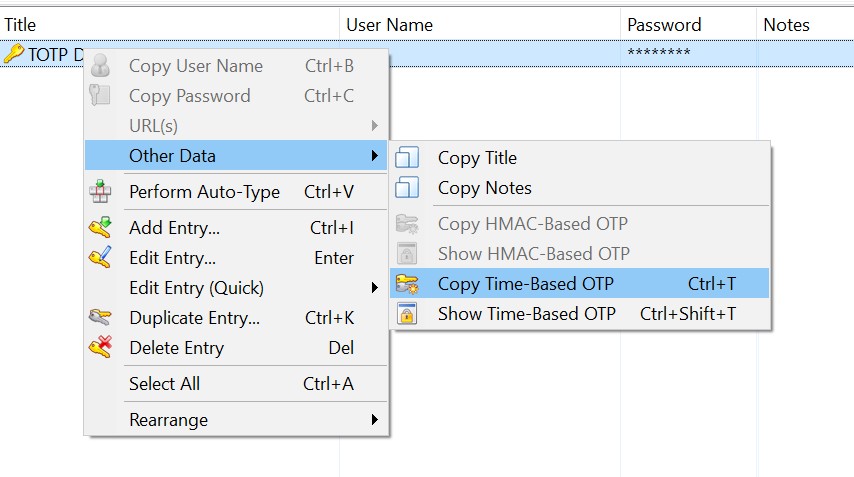 Title User Name Password Notes
TOTP D ********
Copy User Name Ctrl+B
Copy Password Ctrl+C
URL(s)
Other Data
Perform Auto-Type Ctrl+V
Add Entry... Ctrl+I
Edit Entry... Enter
Edit Entry (Quick)
Duplicate Entry... Ctrl+K
Delete Entry Del
Select All Ctrl+A
Rearrange
Copy Title
Copy Notes
Copy HMAC-Based OTP
Show HMAC-Based OTP
Copy Time-Based OTP Ctrl+T
Show Time-Based OTP Ctrl+Shift+T